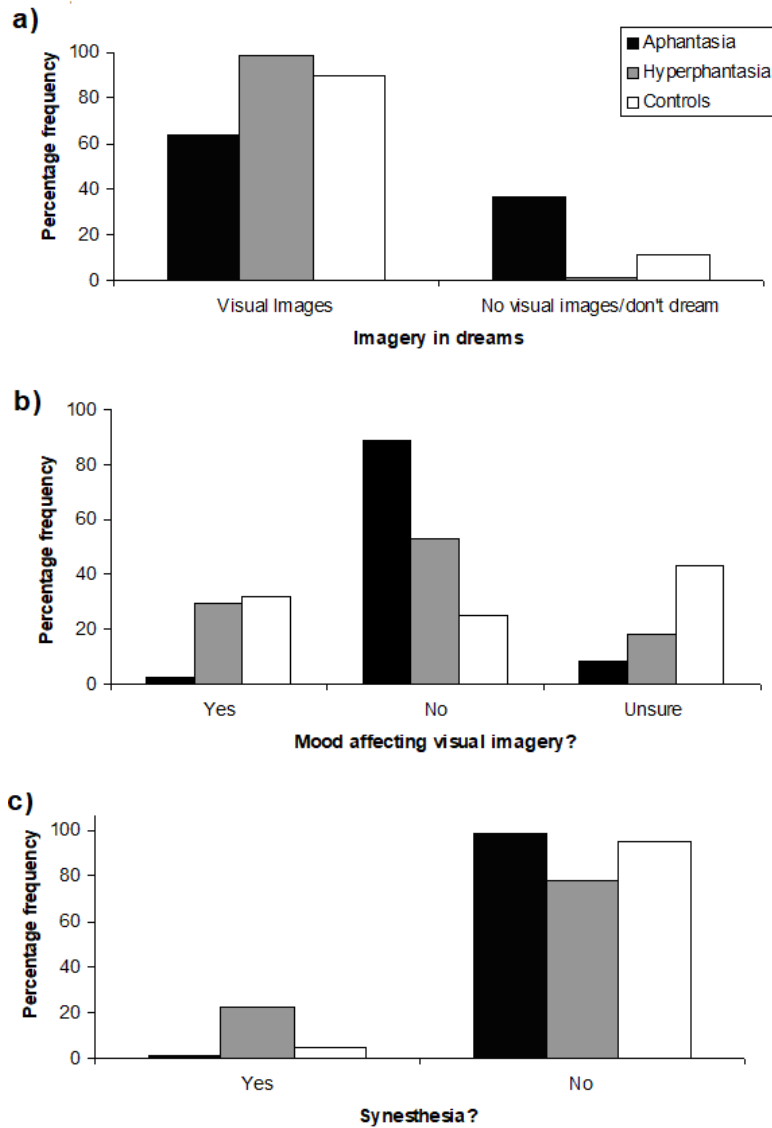 a)
Aphantasia
Hyperphantasia
Controls
Percentage frequency
100
80
60
40
20
0
Visual Images No visual images/don't dream
Imagery in dreams
b)
Percentage frequency
100
80
60
40
20
0
Yes No Unsure
Mood affecting visual imagery?
c)
Percentage frequency
100
80
60
40
20
0
Yes No
Synesthesia?